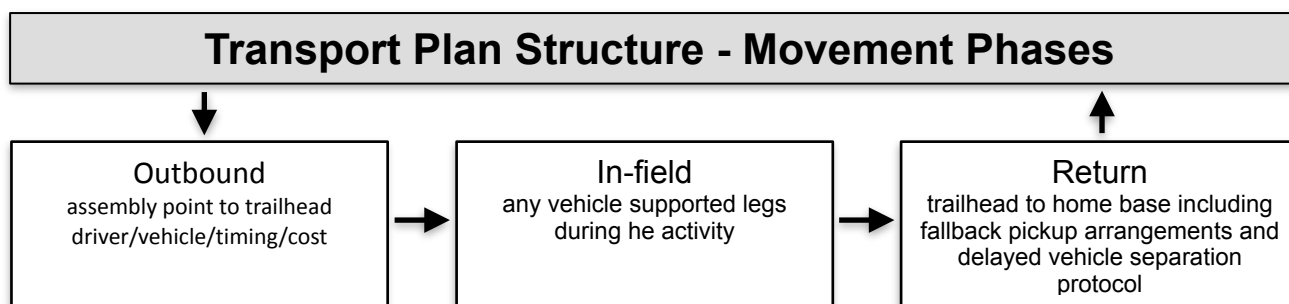 Transport Plan Structure - Movement Phases
Outbound
assembly point to trailhead
driver/vehicle/timing/cost
In-field
any vehicle supported legs
during he activity
Return
trailhead to home base including
fallback pickup arrangements and
delayed vehicle separation
protocol